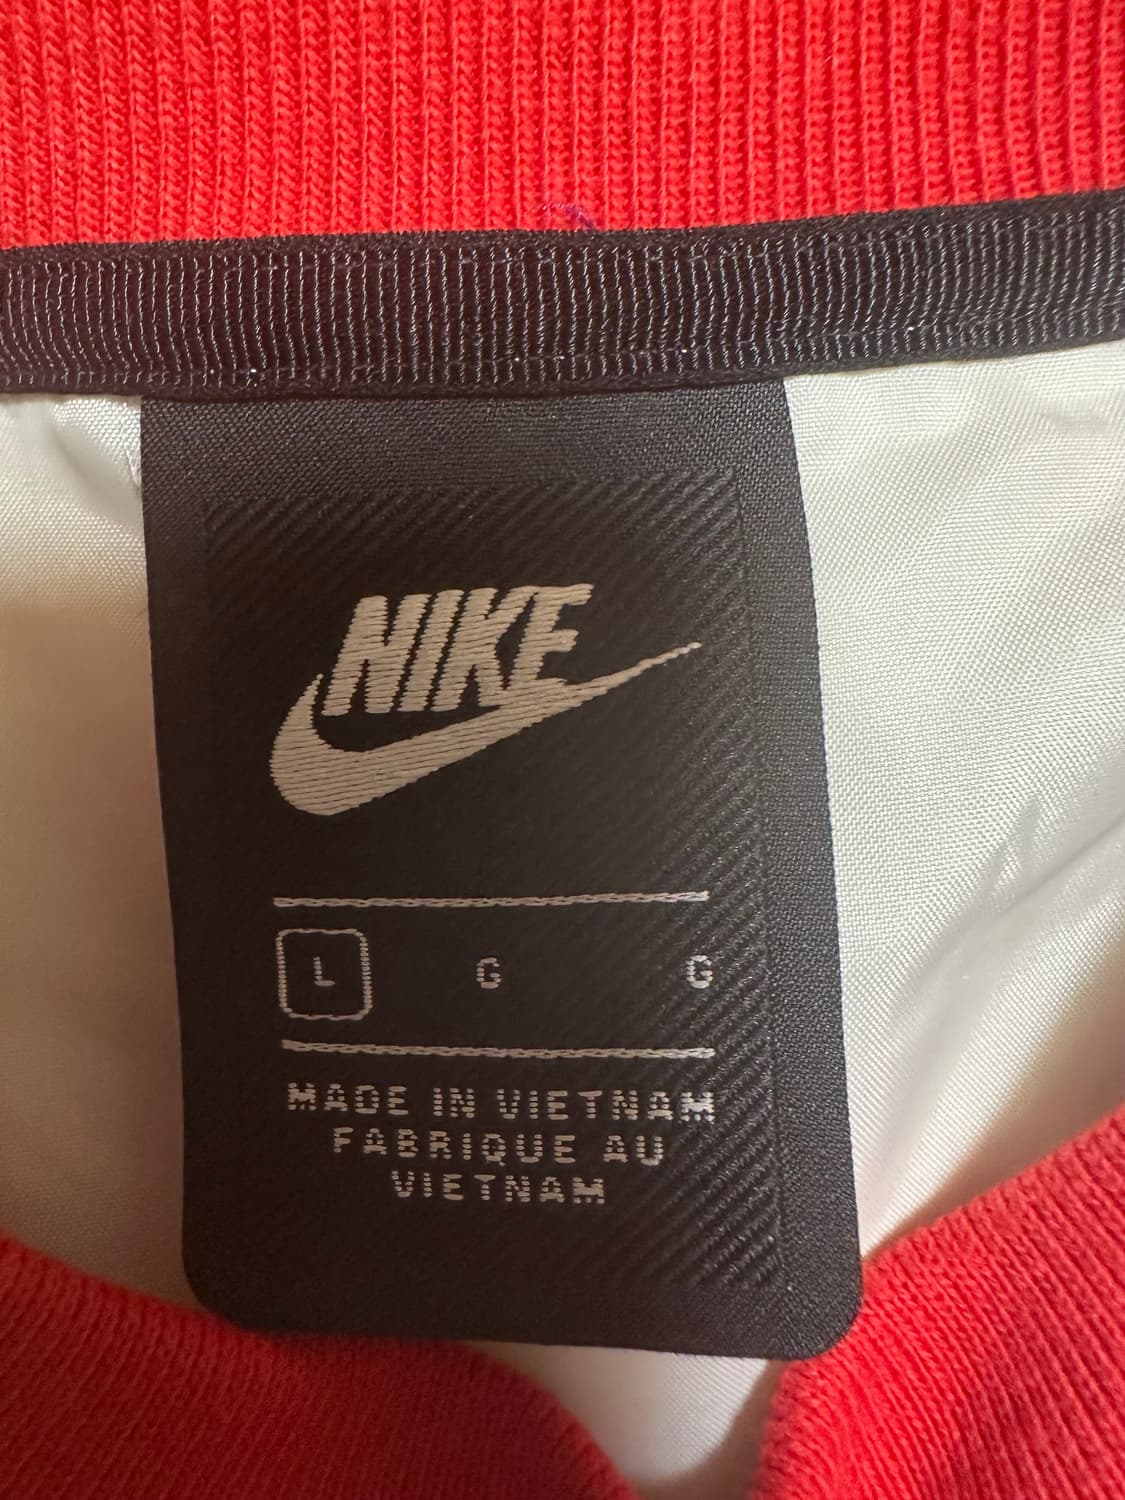 NIKE
L G G
MADE IN VIETNAM
FABRIQUE AU
VIETNAM